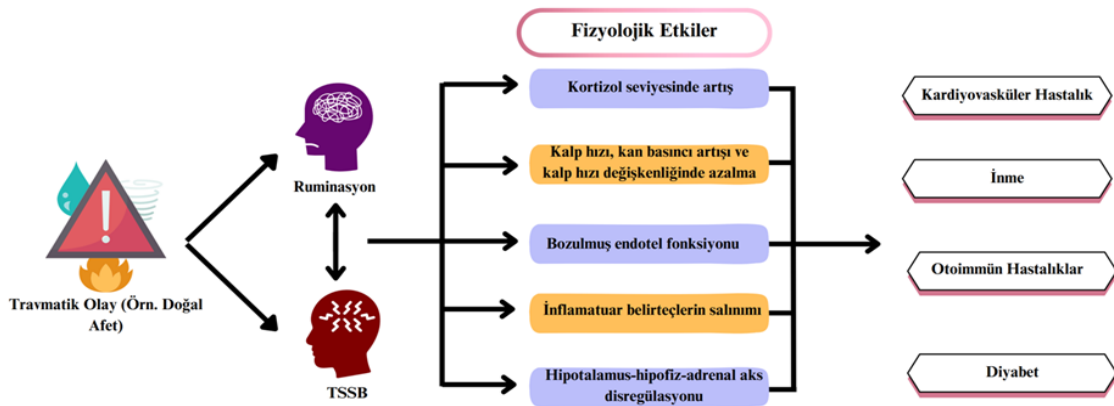 Fizyolojik Etkiler
Travmatik Olay (Örn. Doğal
Afet)
Ruminasyon
TSSB
Kortizol seviyesinde artış
Kalp hızı, kan basıncı artışı ve
kalp hızı değişkenliğinde azalma
Bozulmuş endotel fonksiyonu
İnflamatuar belirteçlerin salınımı
Hipotalamus-hipofiz-adrenal aks
disregülasyonu
Kardiyovasküler Hastalık
İnme
Otoimmün Hastalıklar
Diyabet